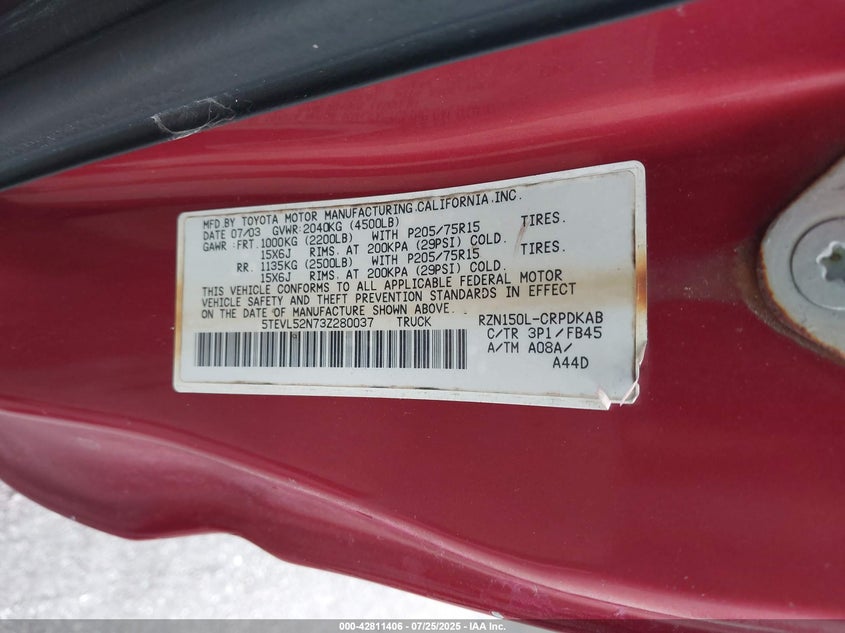 MFD.BY TOYOTA MOTOR MANUFACTURING.CALIFORNIA.INC.
DATE 07/03 GVWR:2040KG (4500LB)
GAWR:FRT.1000KG (2200LB) WITH P205/75R15 TIRES.
15X6J RIMS. AT 200KPA (29PSI) COLD.
RR. 1135KG (2500LB) WITH P205/75R15 TIRES.
15X6J RIMS. AT 200KPA (29PSI) COLD.
THIS VEHICLE CONFORMS TO ALL APPLICABLE FEDERAL MOTOR
VEHICLE SAFETY AND THEFT PREVENTION STANDARDS IN EFFECT
ON THE DATE OF MANUFACTURE SHOWN ABOVE.
5TEVL52N73Z280037 TRUCK RZN150L-CRPDKAB
C/TR 3P1/FB45
A/TM A08A/
A44D
000-42811406 - 07/25/2025 - IAA Inc.